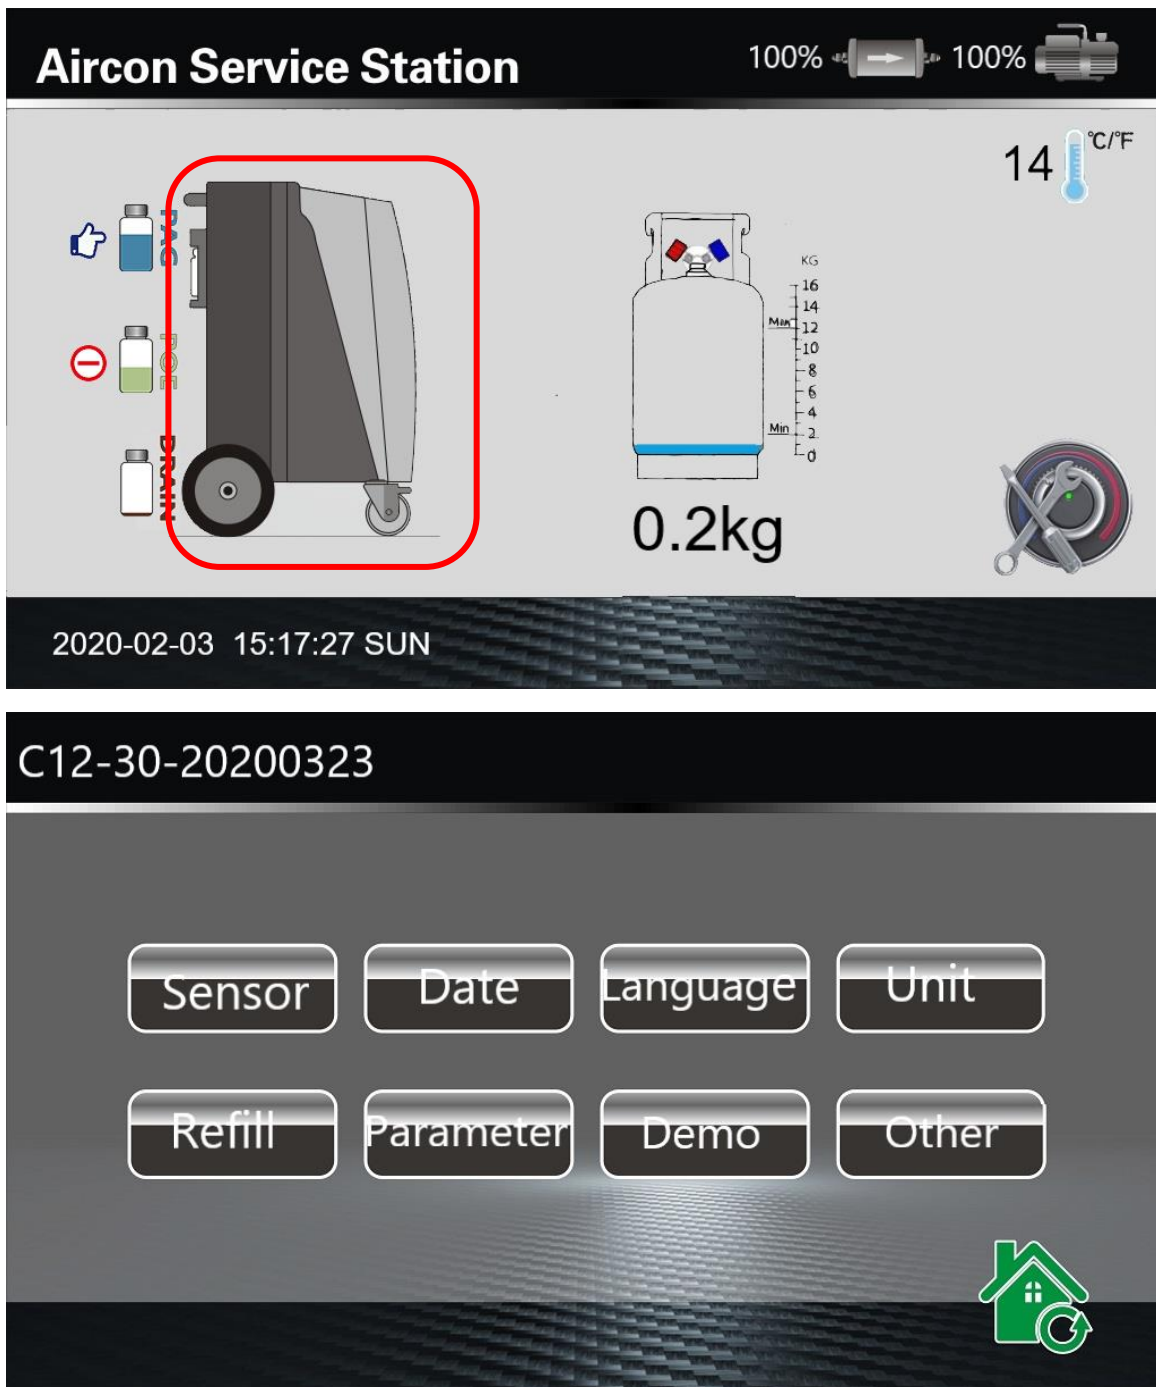 Aircon Service Station
100%
100%
14 °C/°F
PAG
POE
DRAIN
KG
16
14
Max 12
10
8
6
4
Min 2
0
0.2kg
2020-02-03 15:17:27 SUN
C12-30-20200323
Sensor Date Language Unit
Refill Parameter Demo Other